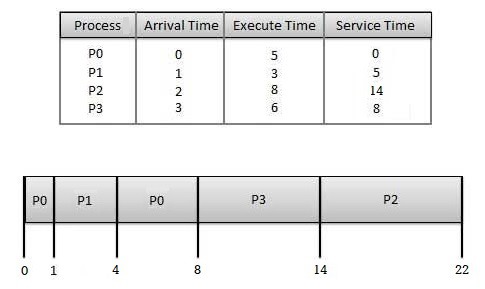 Process Arrival Time Execute Time Service Time
P0 0 5 0
P1 1 3 5
P2 2 8 14
P3 3 6 8
P0 P1 P0 P3 P2
0 1 4 8 14 22